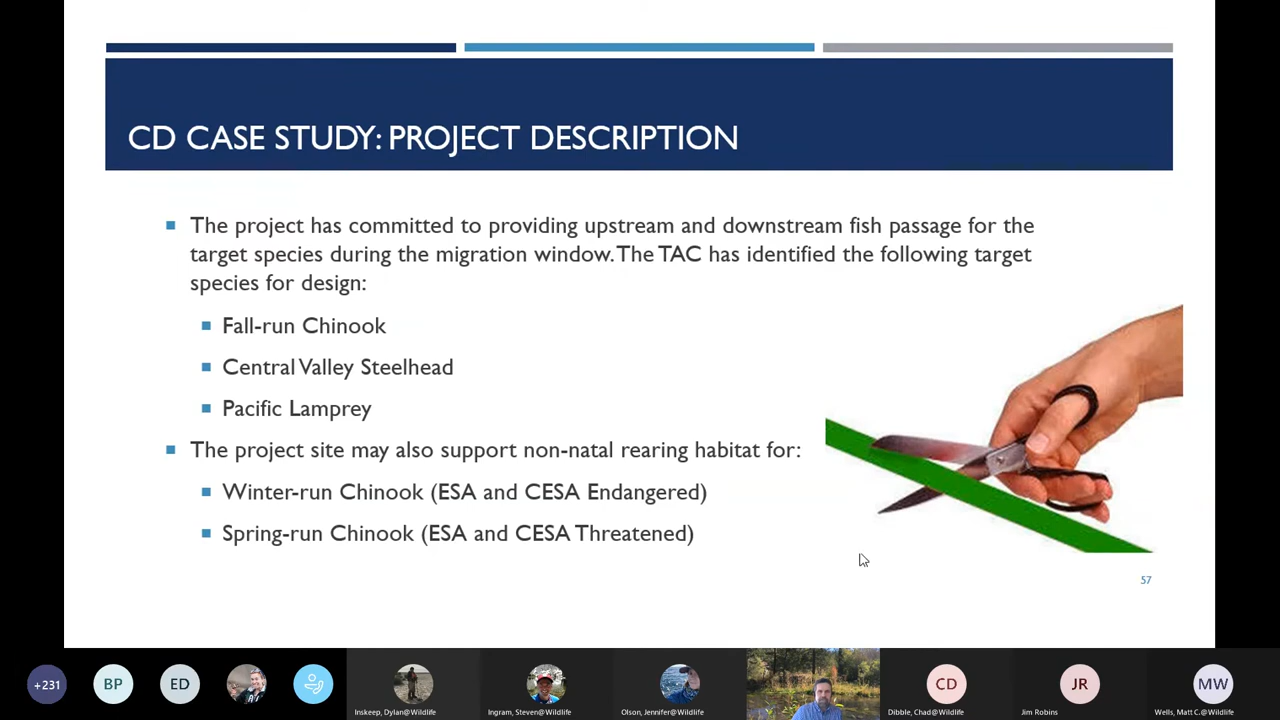 CD CASE STUDY: PROJECT DESCRIPTION
The project has committed to providing upstream and downstream fish passage for the
target species during the migration window. The TAC has identified the following target
species for design:
Fall-run Chinook
Central Valley Steelhead
Pacific Lamprey
The project site may also support non-natal rearing habitat for:
Winter-run Chinook (ESA and CESA Endangered)
Spring-run Chinook (ESA and CESA Threatened)
57
+231
BP
ED
CD
JR
MW
Inskeep, Dylan@Wildlife
Ingram, Steven@Wildlife
Olson, Jennifer@Wildlife
Dibble, Chad@Wildlife
Jim Robins
Wells, Matt C.@Wildlife